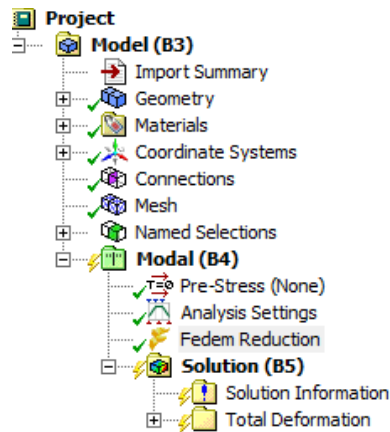 Project
Model (B3)
Import Summary
Geometry
Materials
Coordinate Systems
Connections
Mesh
Named Selections
Modal (B4)
T=0 Pre-Stress (None)
Analysis Settings
Fedem Reduction
Solution (B5)
Solution Information
Total Deformation